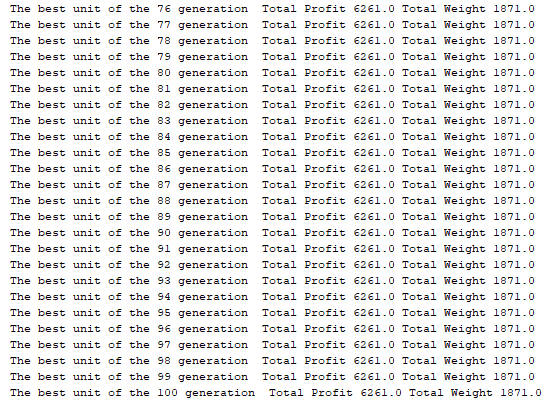 The best unit of the 76 generation  Total Profit 6261.0 Total Weight 1871.0
The best unit of the 77 generation  Total Profit 6261.0 Total Weight 1871.0
The best unit of the 78 generation  Total Profit 6261.0 Total Weight 1871.0
The best unit of the 79 generation  Total Profit 6261.0 Total Weight 1871.0
The best unit of the 80 generation  Total Profit 6261.0 Total Weight 1871.0
The best unit of the 81 generation  Total Profit 6261.0 Total Weight 1871.0
The best unit of the 82 generation  Total Profit 6261.0 Total Weight 1871.0
The best unit of the 83 generation  Total Profit 6261.0 Total Weight 1871.0
The best unit of the 84 generation  Total Profit 6261.0 Total Weight 1871.0
The best unit of the 85 generation  Total Profit 6261.0 Total Weight 1871.0
The best unit of the 86 generation  Total Profit 6261.0 Total Weight 1871.0
The best unit of the 87 generation  Total Profit 6261.0 Total Weight 1871.0
The best unit of the 88 generation  Total Profit 6261.0 Total Weight 1871.0
The best unit of the 89 generation  Total Profit 6261.0 Total Weight 1871.0
The best unit of the 90 generation  Total Profit 6261.0 Total Weight 1871.0
The best unit of the 91 generation  Total Profit 6261.0 Total Weight 1871.0
The best unit of the 92 generation  Total Profit 6261.0 Total Weight 1871.0
The best unit of the 93 generation  Total Profit 6261.0 Total Weight 1871.0
The best unit of the 94 generation  Total Profit 6261.0 Total Weight 1871.0
The best unit of the 95 generation  Total Profit 6261.0 Total Weight 1871.0
The best unit of the 96 generation  Total Profit 6261.0 Total Weight 1871.0
The best unit of the 97 generation  Total Profit 6261.0 Total Weight 1871.0
The best unit of the 98 generation  Total Profit 6261.0 Total Weight 1871.0
The best unit of the 99 generation  Total Profit 6261.0 Total Weight 1871.0
The best unit of the 100 generation  Total Profit 6261.0 Total Weight 1871.0